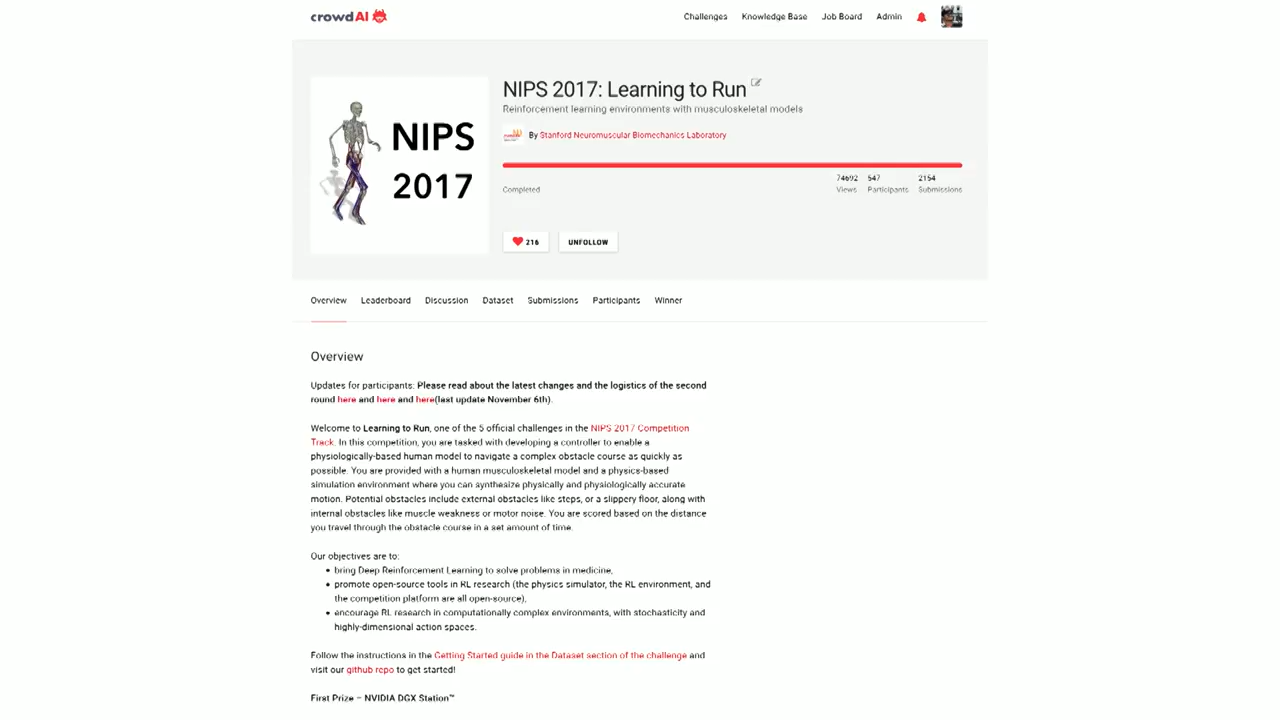 crowdAI
Challenges Knowledge Base Job Board Admin
NIPS
2017
NIPS 2017: Learning to Run
Reinforcement learning environments with musculoskeletal models
By Stanford Neuromuscular Biomechanics Laboratory
74692 547 2154
Completed Views Participants Submissions
216 UNFOLLOW
Overview Leaderboard Discussion Dataset Submissions Participants Winner
Overview
Updates for participants: Please read about the latest changes and the logistics of the second
round here and here and here(last update November 6th).
Welcome to Learning to Run, one of the 5 official challenges in the NIPS 2017 Competition
Track. In this competition, you are tasked with developing a controller to enable a
physiologically-based human model to navigate a complex obstacle course as quickly as
possible. You are provided with a human musculoskeletal model and a physics-based
simulation environment where you can synthesize physically and physiologically accurate
motion. Potential obstacles include external obstacles like steps, or a slippery floor, along with
internal obstacles like muscle weakness or motor noise. You are scored based on the distance
you travel through the obstacle course in a set amount of time.
Our objectives are to:
• bring Deep Reinforcement Learning to solve problems in medicine,
• promote open-source tools in RL research (the physics simulator, the RL environment, and
the competition platform are all open-source),
• encourage RL research in computationally complex environments, with stochasticity and
highly-dimensional action spaces.
Follow the instructions in the Getting Started guide in the Dataset section of the challenge and
visit our github repo to get started!
First Prize – NVIDIA DGX Station™